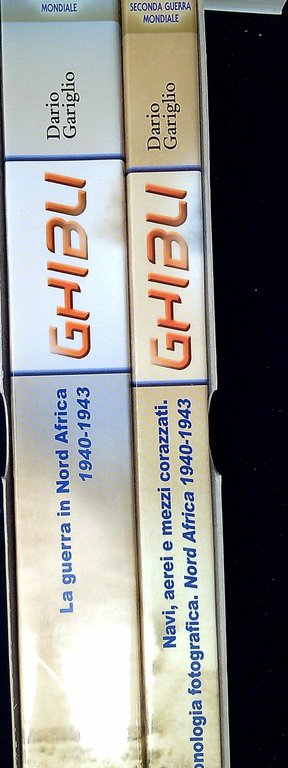 MONDIALE
Dario
Gariglio
GHIBLI
La guerra in Nord Africa
1940-1943
SECONDA GUERRA
MONDIALE
Dario
Gariglio
GHIBLI
Navi, aerei e mezzi corazzati.
onologia fotografica. Nord Africa 1940-1943